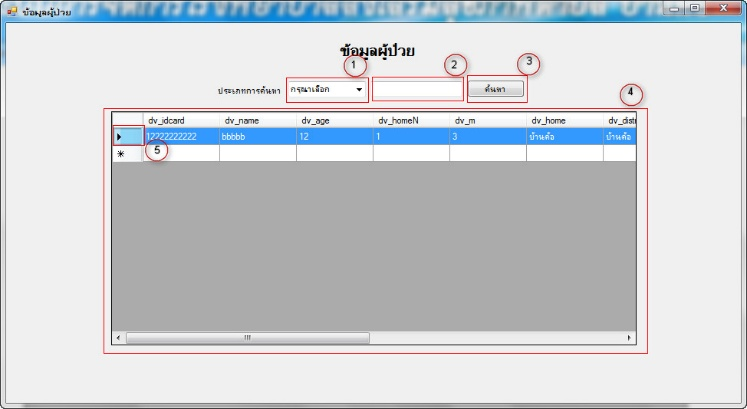 ข้อมูลผู้ป่วย
ข้อมูลผู้ป่วย
1
2
3
ประเภทการค้นหา กรุณาเลือก ค้นหา
4
dv_idcard dv_name dv_age dv_homeN dv_m dv_home dv_distr
12222222222 bbbbb 12 1 3 บ้านค้อ บ้านค้อ
5